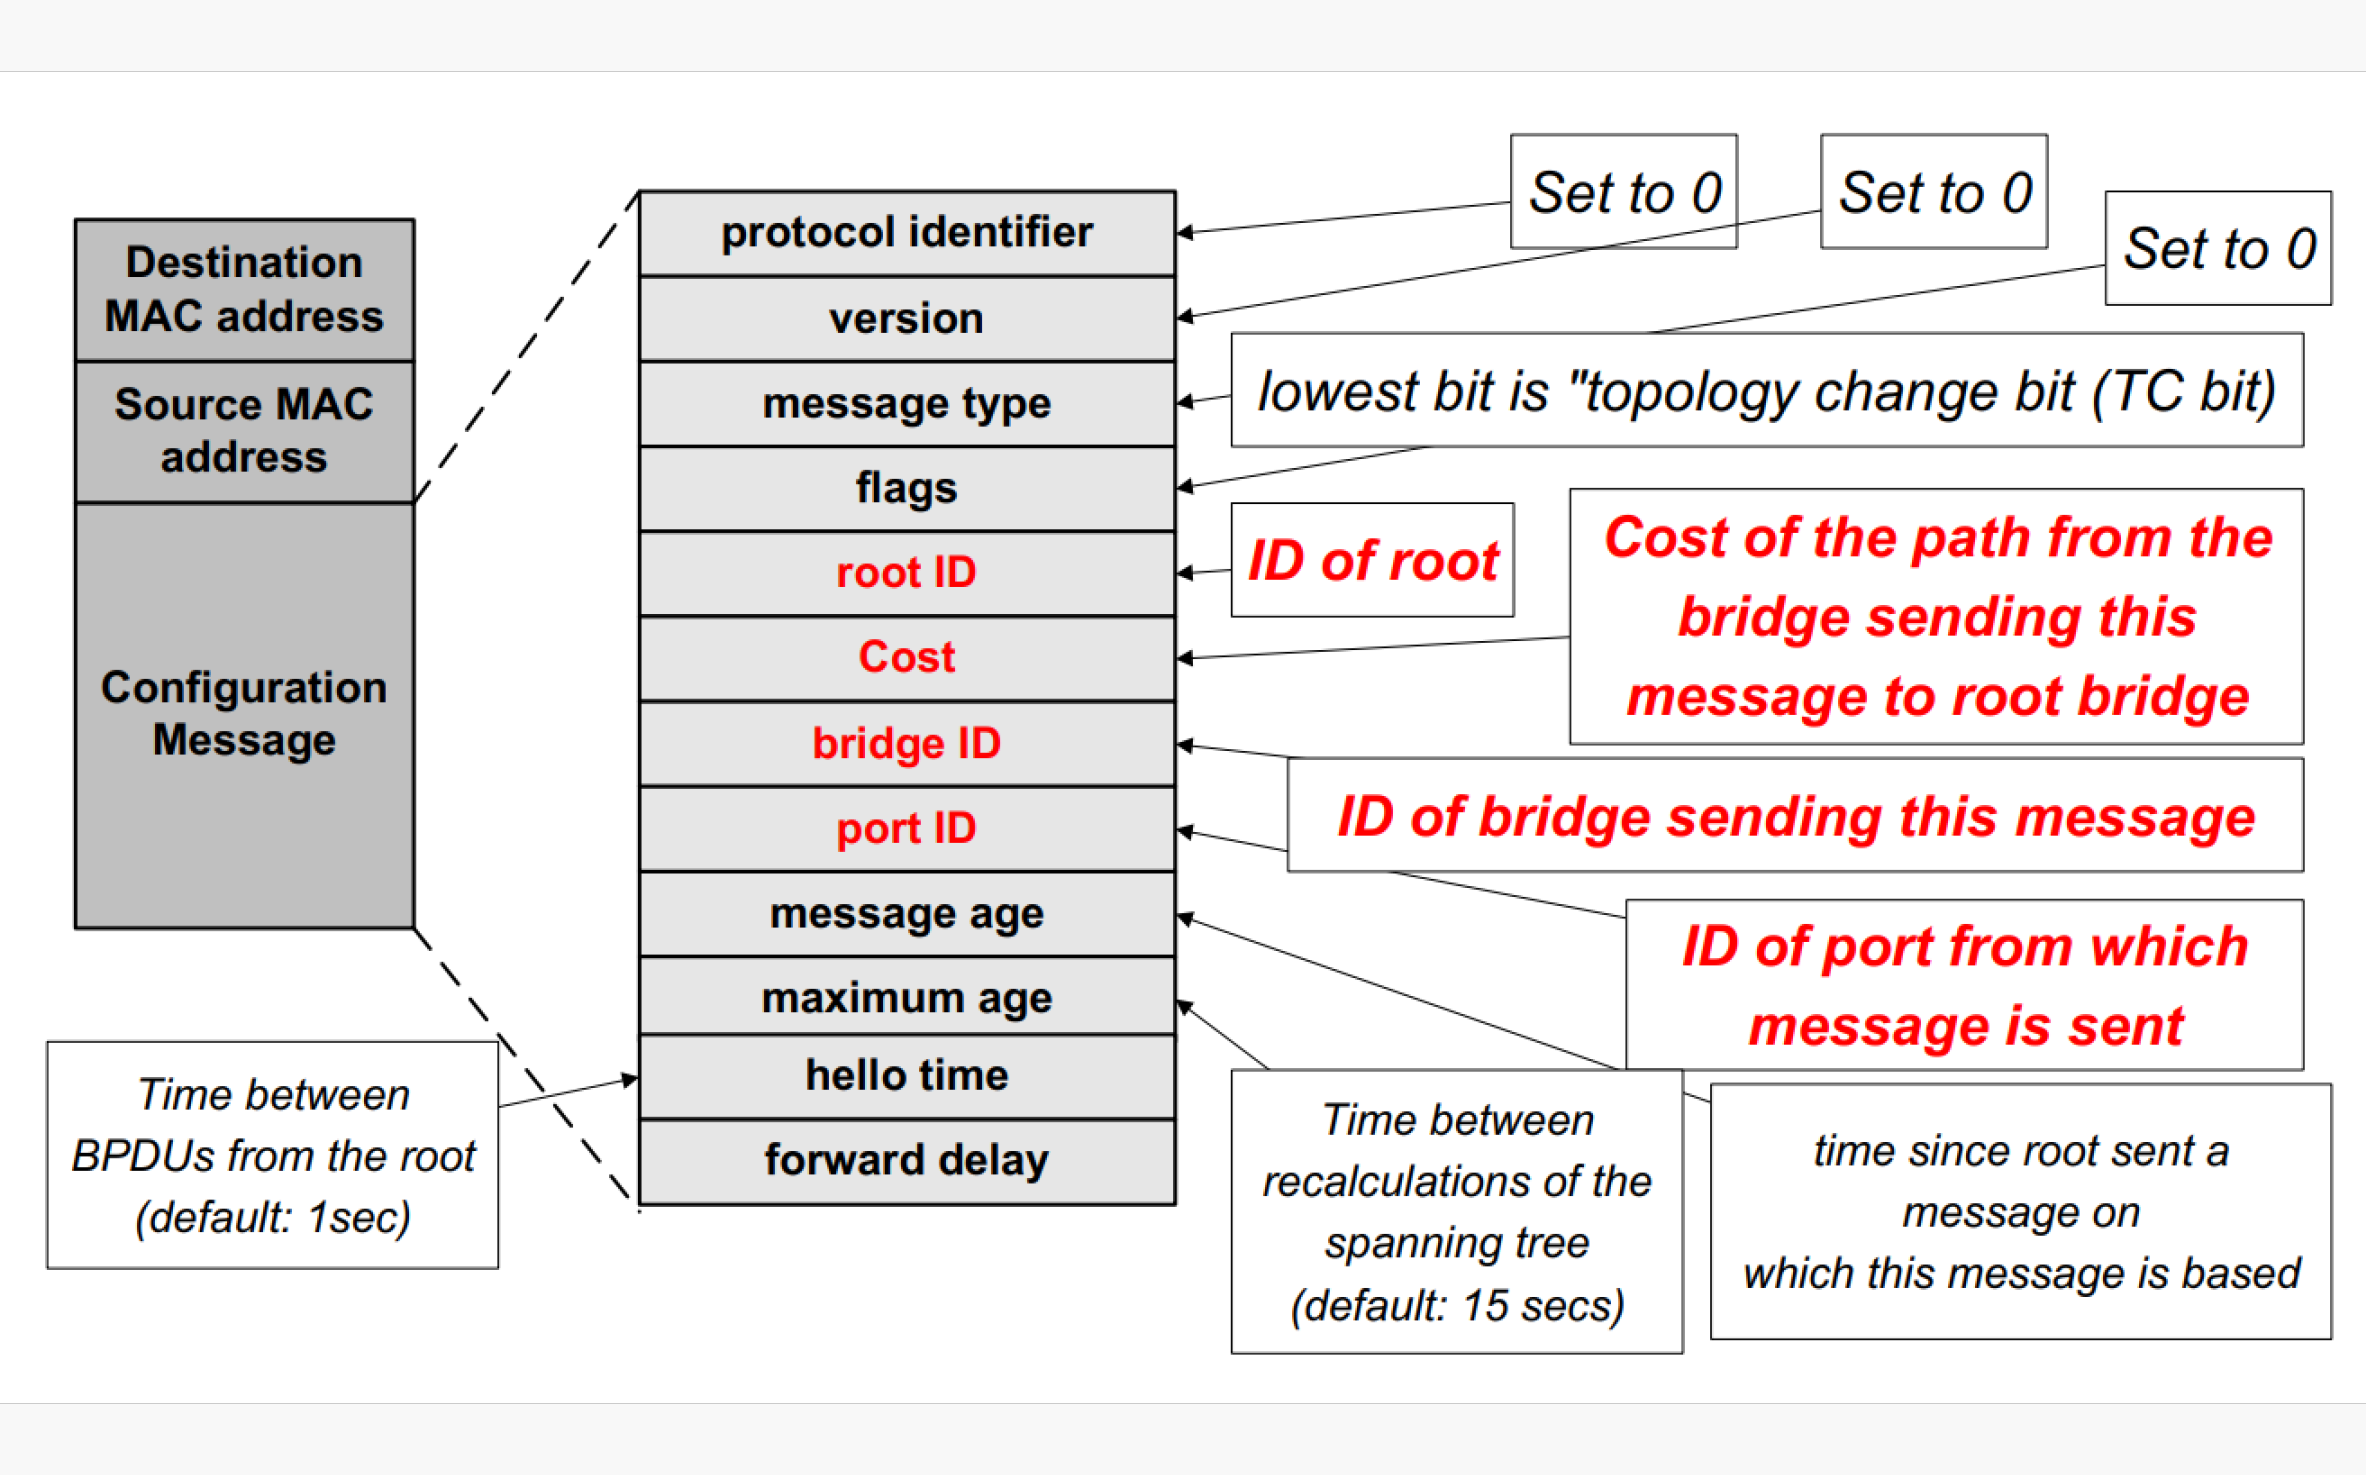 Destination
MAC address
Source MAC
address
Configuration
Message
protocol identifier
version
message type
flags
root ID
Cost
bridge ID
port ID
message age
maximum age
hello time
forward delay
Set to 0
Set to 0
Set to 0
lowest bit is "topology change bit (TC bit)
ID of root
Cost of the path from the
bridge sending this
message to root bridge
ID of bridge sending this message
ID of port from which
message is sent
Time between
BPDUs from the root
(default: 1sec)
Time between
recalculations of the
spanning tree
(default: 15 secs)
time since root sent a
message on
which this message is based